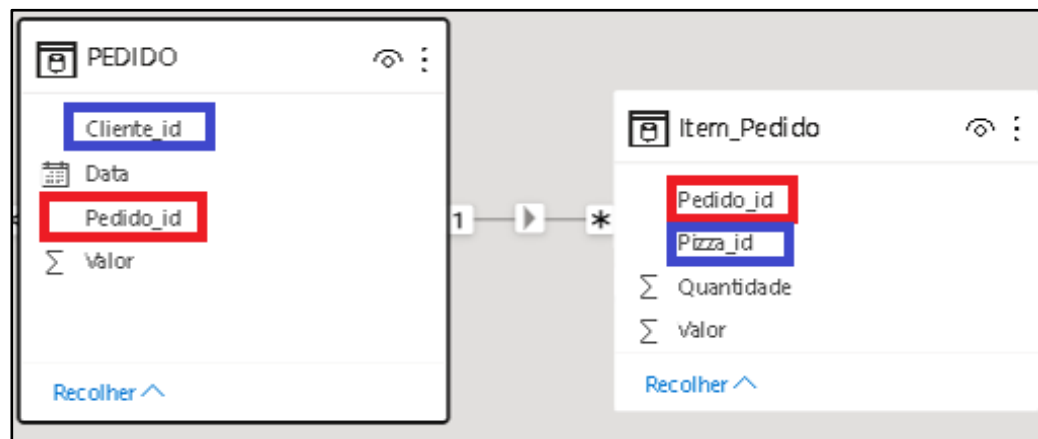 PEDIDO
Cliente_id
Data
Pedido_id
Valor
Recolher
1
*
Item_Pedido
Pedido_id
Pizza_id
Quantidade
Valor
Recolher